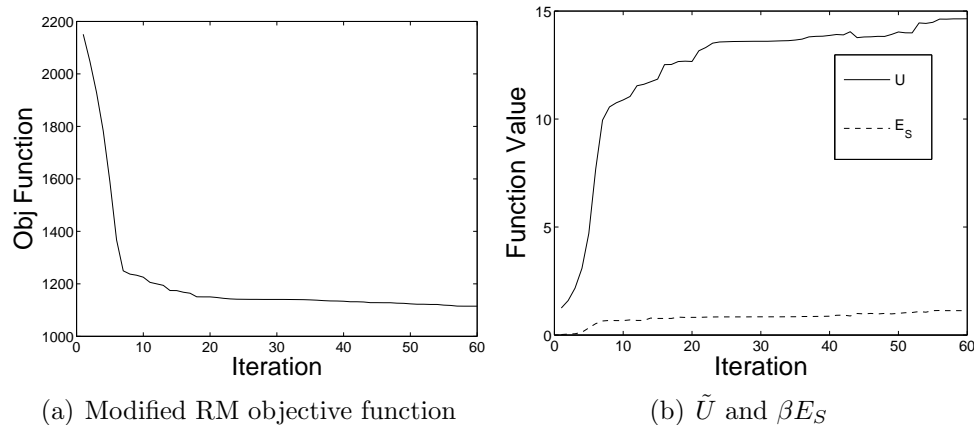 2200
2000
1800
1600
1400
1200
1000
0 10 20 30 40 50 60
Obj Function
Iteration
(a) Modified RM objective function
15
10
5
0
0 10 20 30 40 50 60
Function Value
Iteration
U
E_S
(b) Ũ and βE_S